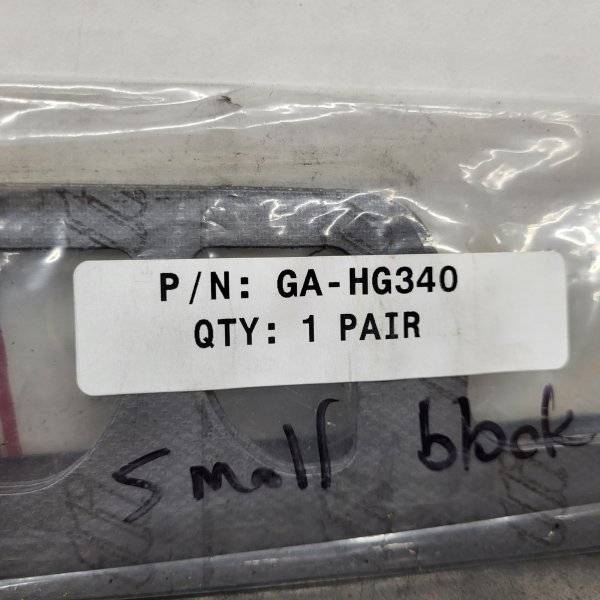 P/N: GA-HG340
QTY: 1 PAIR
small block